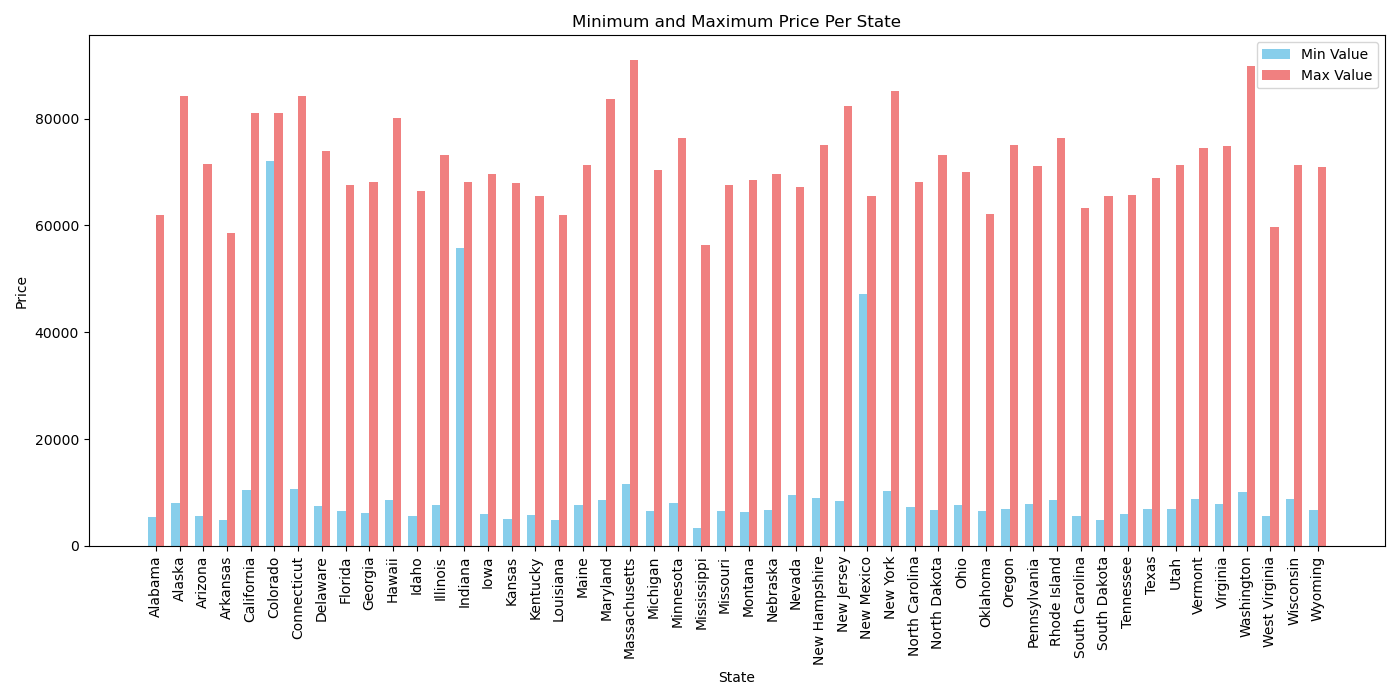 Minimum and Maximum Price Per State
Min Value
Max Value
Price
80000
60000
40000
20000
0
Alabama
Alaska
Arizona
Arkansas
California
Colorado
Connecticut
Delaware
Florida
Georgia
Hawaii
Idaho
Illinois
Indiana
Iowa
Kansas
Kentucky
Louisiana
Maine
Maryland
Massachusetts
Michigan
Minnesota
Mississippi
Missouri
Montana
Nebraska
Nevada
New Hampshire
New Jersey
New Mexico
New York
North Carolina
North Dakota
Ohio
Oklahoma
Oregon
Pennsylvania
Rhode Island
South Carolina
South Dakota
Tennessee
Texas
Utah
Vermont
Virginia
Washington
West Virginia
Wisconsin
Wyoming
State